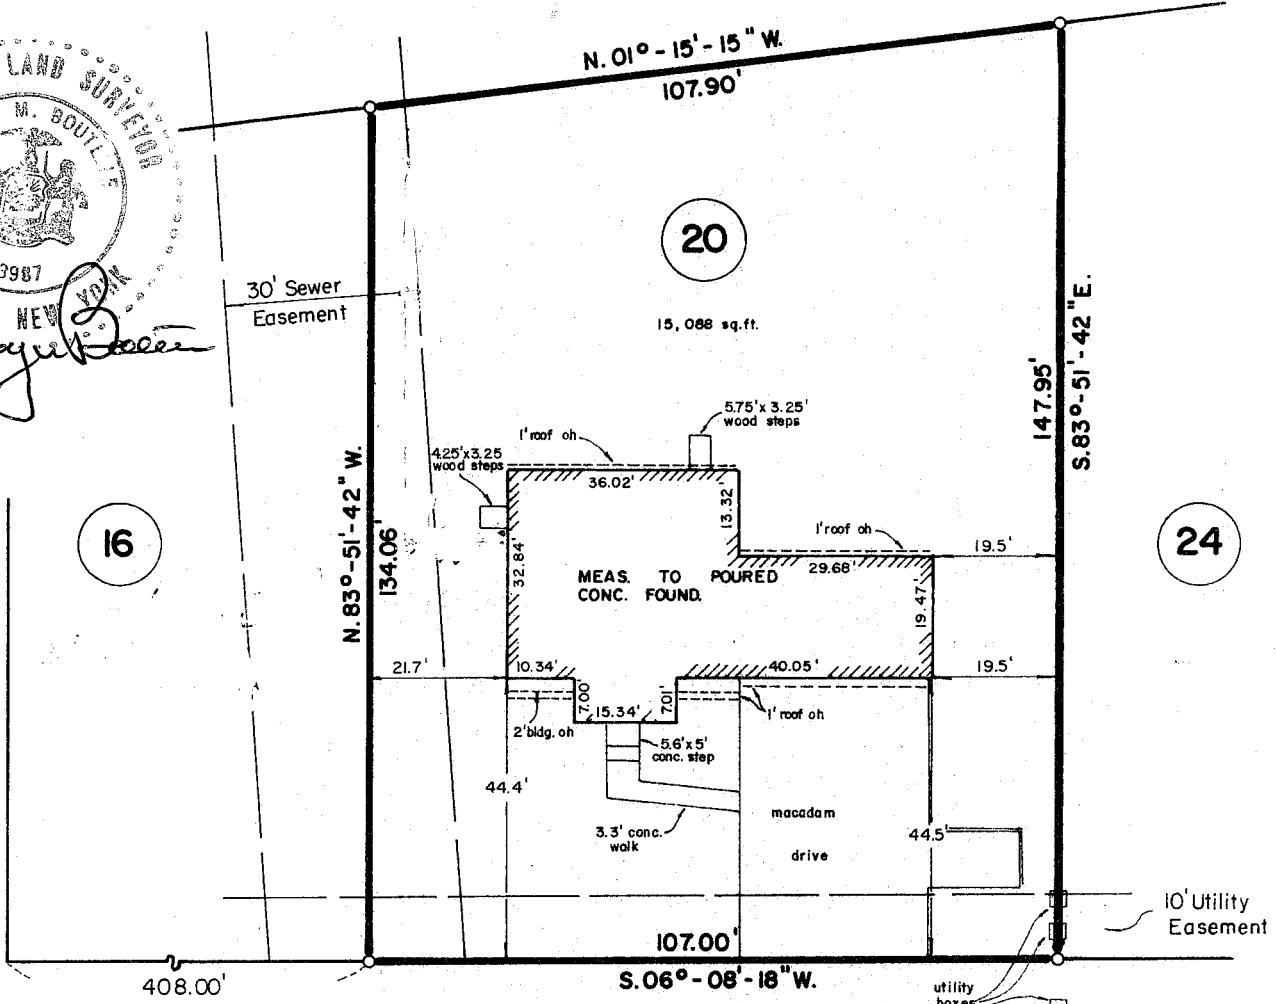 N. 01° - 15' - 15" W.
107.90'
LAND SURVEYOR
M.
3987
NEW YORK
20
15,088 sq.ft.
30' Sewer
Easement
147.95'
S. 83° - 51' - 42" E.
N. 83° - 51' - 42" W.
134.06'
5.75' x 3.25'
wood steps
1' roof oh
4.25' x 3.25
wood steps
36.02'
13.32'
1' roof oh
32.84'
29.68'
19.5'
16
24
MEAS. TO POURED
CONC. FOUND.
19.47'
21.7'
10.34'
40.05'
19.5'
7.00'
15.34'
7.01'
1' roof oh
2' bldg. oh
5.6' x 5'
conc. step
44.4'
3.3' conc.
walk
macadam
drive
44.5'
10' Utility
Easement
107.00'
S. 06° - 08' - 18" W.
408.00'
utility
boxes